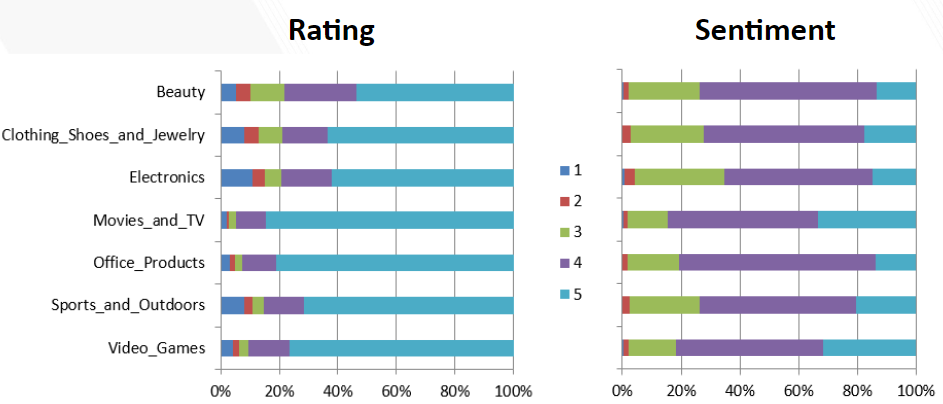 Rating
Sentiment
Beauty
Clothing_Shoes_and_Jewelry
Electronics
Movies_and_TV
Office_Products
Sports_and_Outdoors
Video_Games
0% 20% 40% 60% 80% 100%
1
2
3
4
5
0% 20% 40% 60% 80% 100%